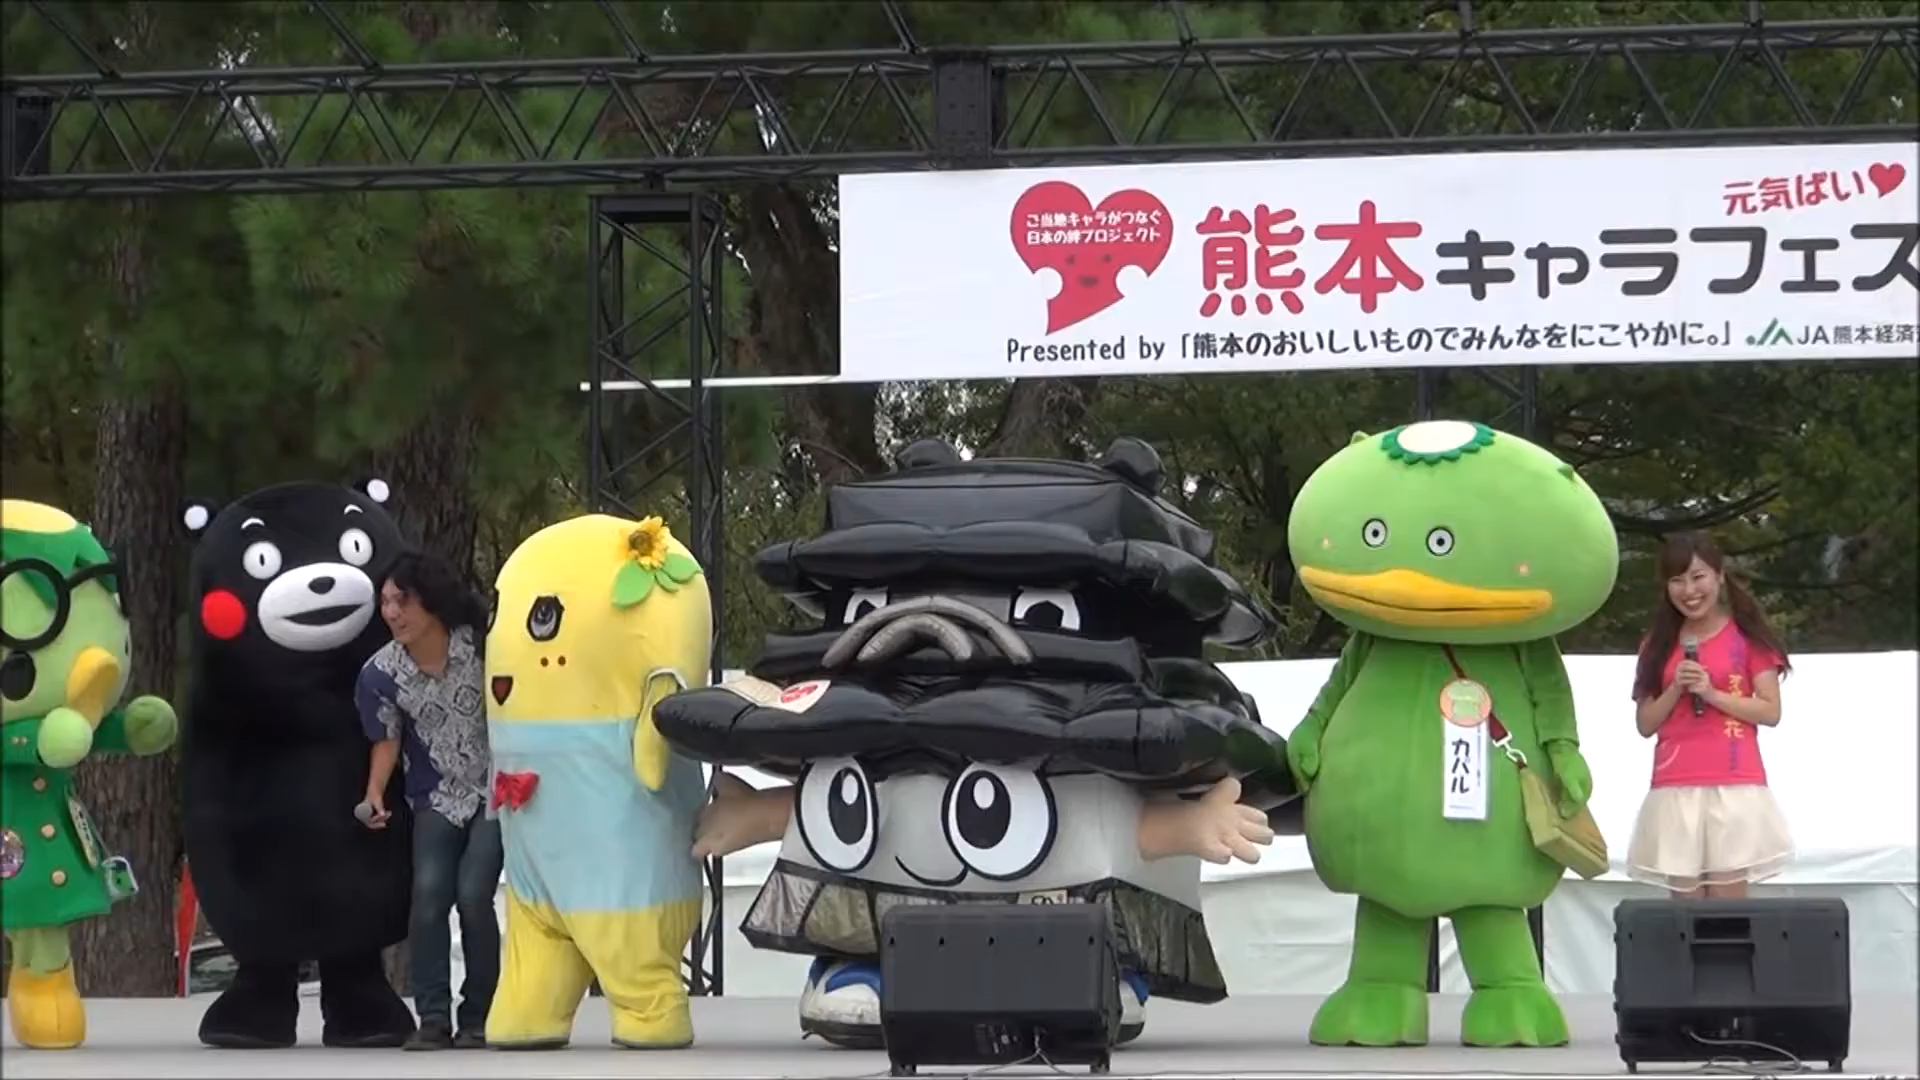 元気ばい
ご当地キャラがつなぐ
日本の絆プロジェクト
熊本キャラフェス
Presented by「熊本のおいしいものでみんなをにこやかに。」JA熊本経済
カパル